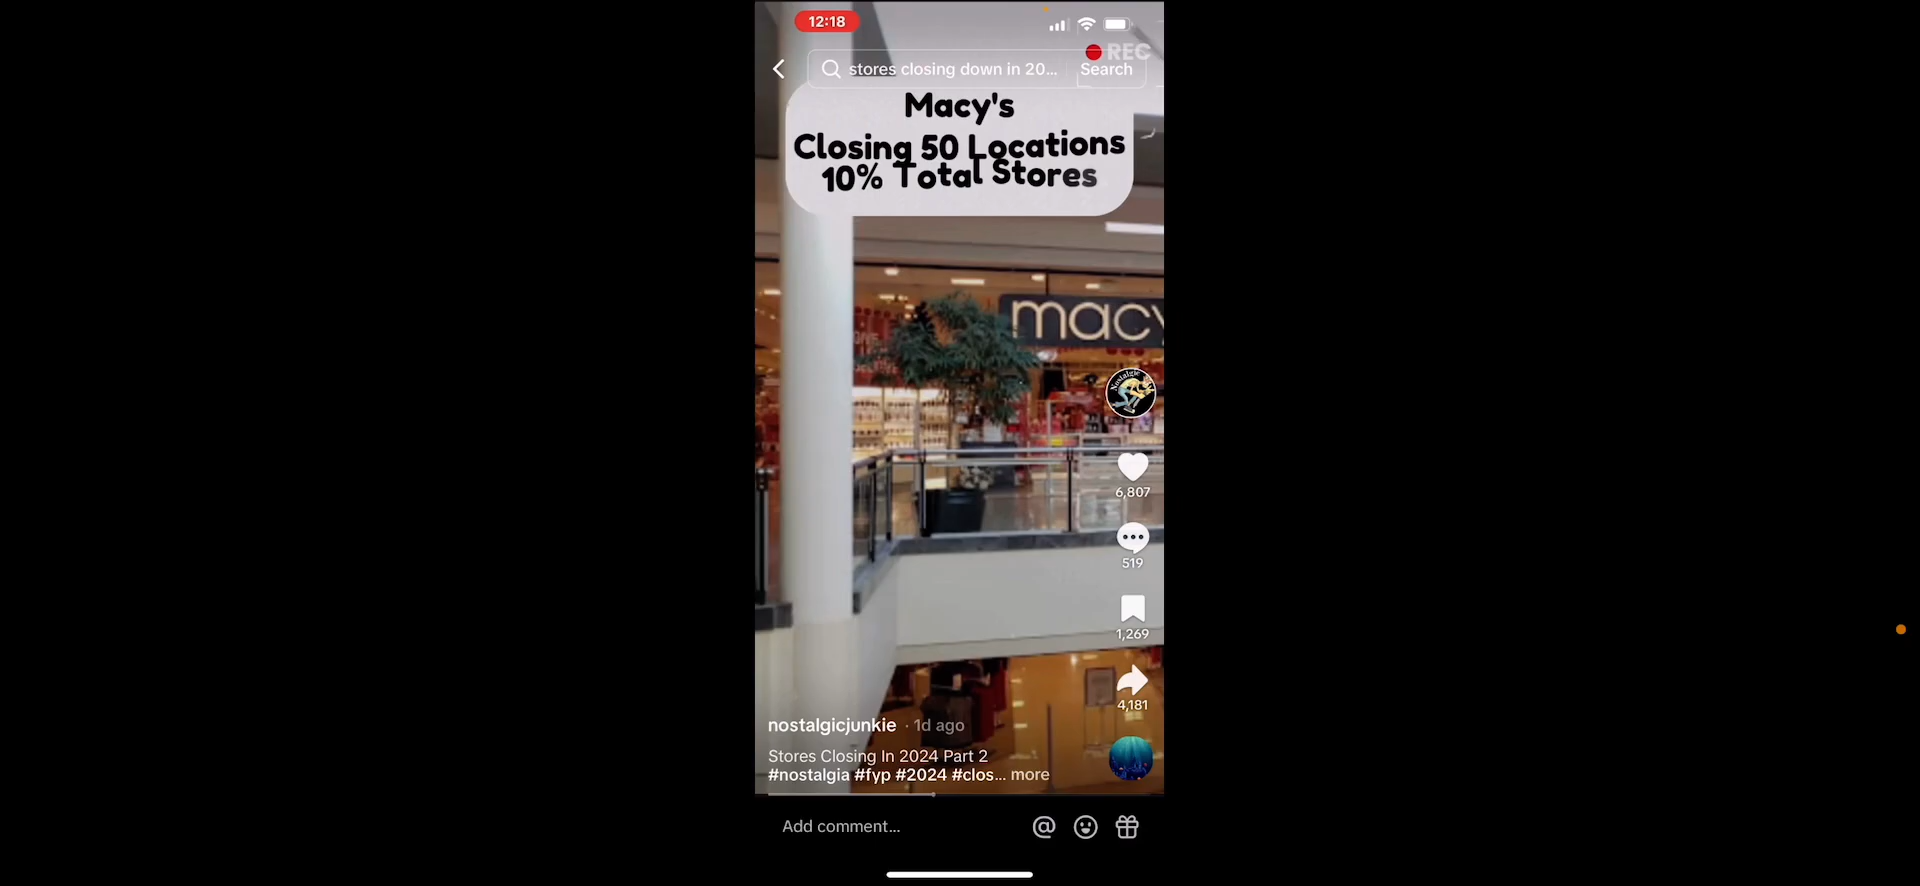 12:18
REC
stores closing down in 20...
Search
Macy's
Closing 50 Locations
10% Total Stores
macy
Nostalgic
6,807
519
1,269
4,181
nostalgicjunkie · 1d ago
Stores Closing In 2024 Part 2
#nostalgia #fyp #2024 #clos... more
Add comment...